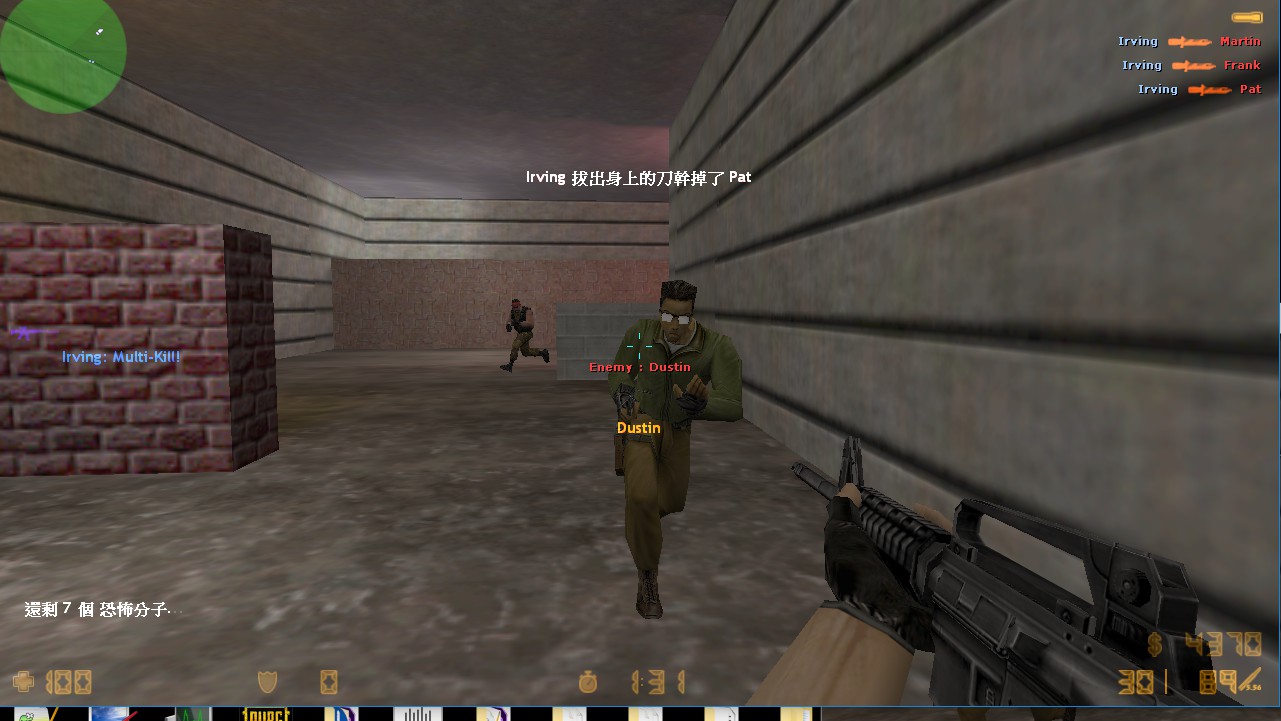 Irving Martin
Irving Frank
Irving Pat
Irving 拔出身上的刀幹掉了 Pat
Irving: Multi-Kill!
Enemy : Dustin
Dustin
還剩 7 個 恐怖分子...
$ 4370
100
0
1:31
30 | 89
5.56